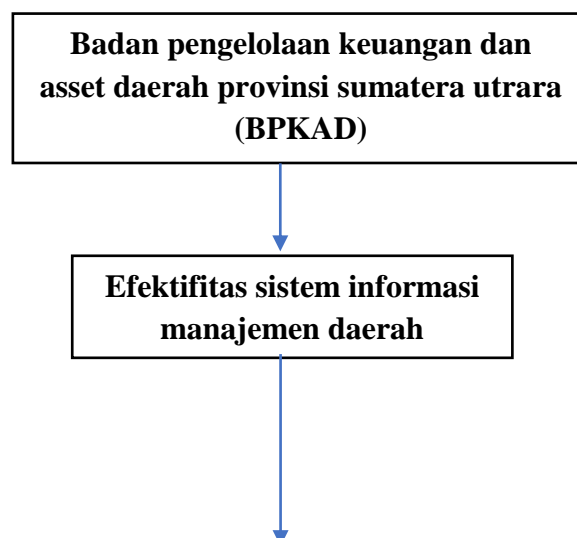 Badan pengelolaan keuangan dan
asset daerah provinsi sumatera utrara
(BPKAD)
Efektifitas sistem informasi
manajemen daerah